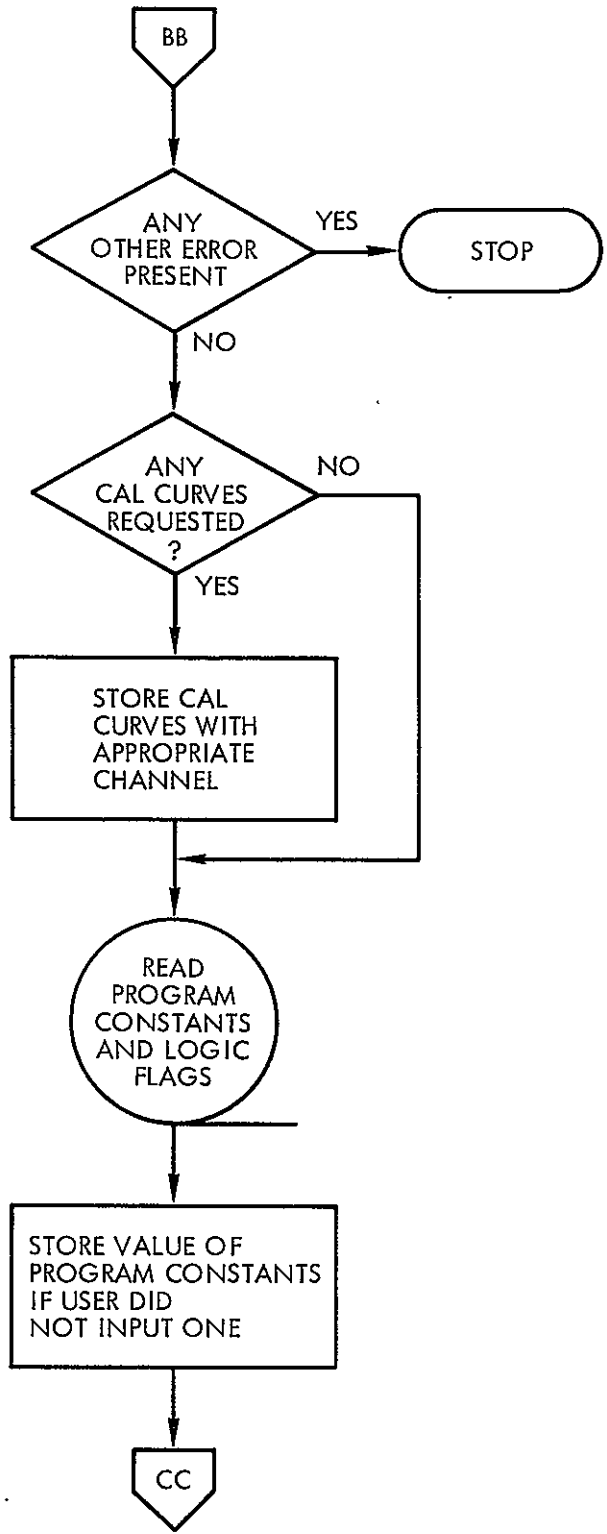 BB
ANY
OTHER ERROR
PRESENT
YES
STOP
NO
ANY
CAL CURVES
REQUESTED
?
NO
YES
STORE CAL
CURVES WITH
APPROPRIATE
CHANNEL
READ
PROGRAM
CONSTANTS
AND LOGIC
FLAGS
STORE VALUE OF
PROGRAM CONSTANTS
IF USER DID
NOT INPUT ONE
CC